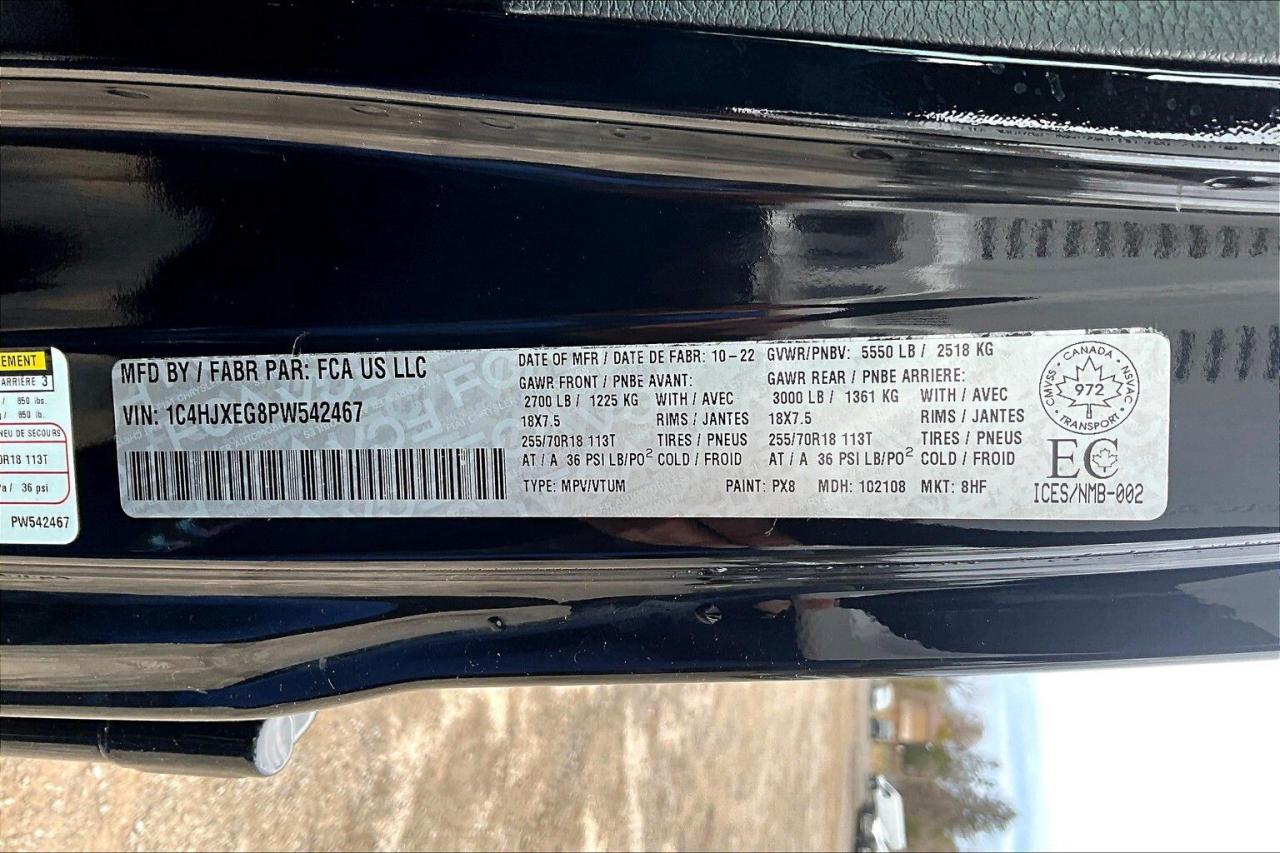 EMENT
ARRIÈRE 3
850 lb.
NEU DE SECOURS
0R18 113T
Pa / 36 psi
PW542467
MFD BY / FABR PAR: FCA US LLC
VIN: 1C4HJXEG8PW542467
DATE OF MFR / DATE DE FABR: 10-22 GVWR/PNBV: 5550 LB / 2518 KG
GAWR FRONT / PNBE AVANT: GAWR REAR / PNBE ARRIERE:
2700 LB / 1225 KG WITH / AVEC 3000 LB / 1361 KG WITH / AVEC
18X7.5 RIMS / JANTES 18X7.5 RIMS / JANTES
255/70R18 113T TIRES / PNEUS 255/70R18 113T TIRES / PNEUS
AT / A 36 PSI LB/PO² COLD / FROID AT / A 36 PSI LB/PO² COLD / FROID
TYPE: MPV/VTUM PAINT: PX8 MDH: 102108 MKT: 8HF
CANADA
CMVSS 972 NSVAC
TRANSPORT
EC
ICES/NMB-002